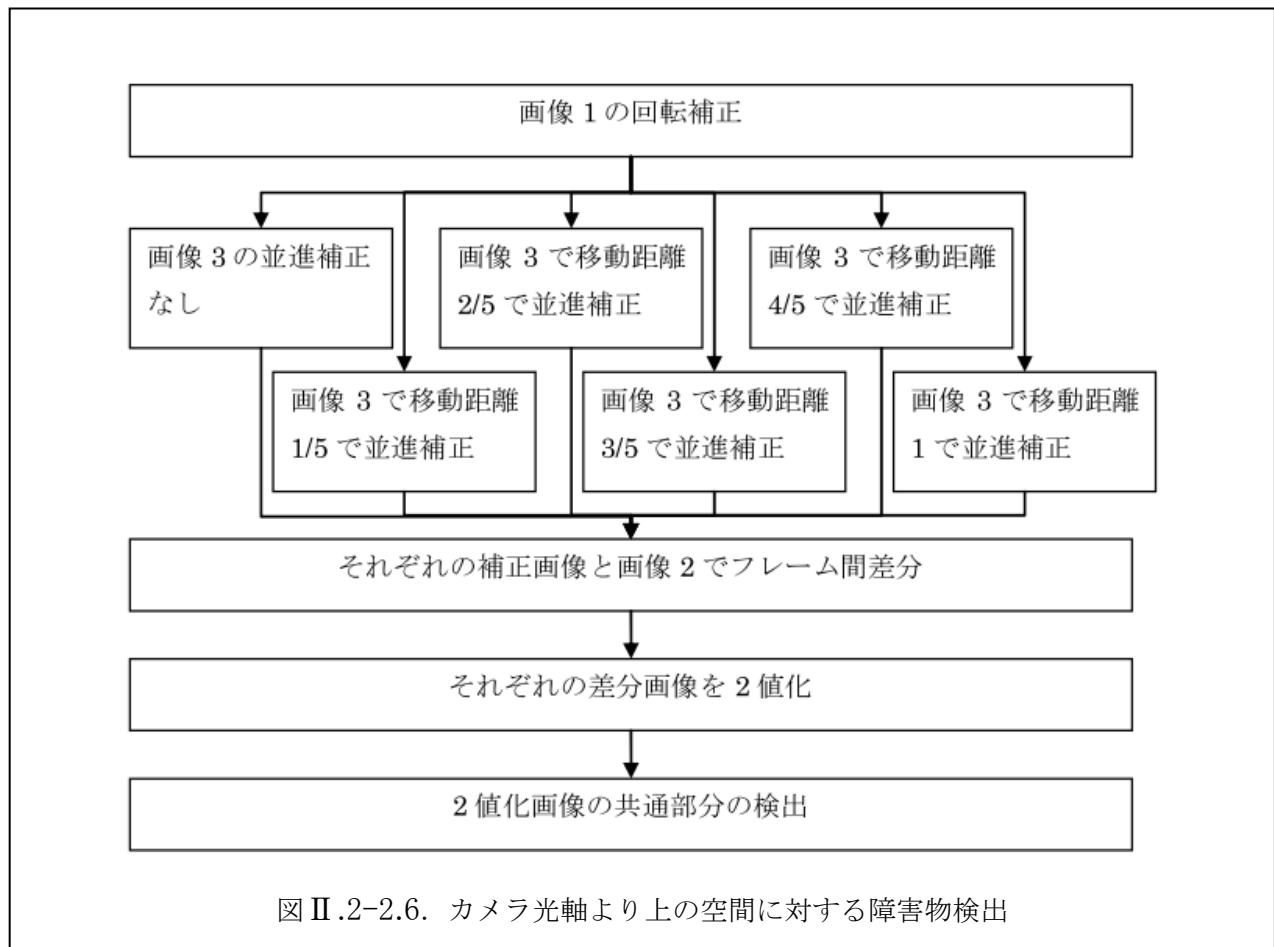 画像 1 の回転補正
画像 3 の並進補正
なし
画像 3 で移動距離
2/5 で並進補正
画像 3 で移動距離
4/5 で並進補正
画像 3 で移動距離
1/5 で並進補正
画像 3 で移動距離
3/5 で並進補正
画像 3 で移動距離
1 で並進補正
それぞれの補正画像と画像 2 でフレーム間差分
それぞれの差分画像を 2 値化
2 値化画像の共通部分の検出
図Ⅱ.2-2.6. カメラ光軸より上の空間に対する障害物検出